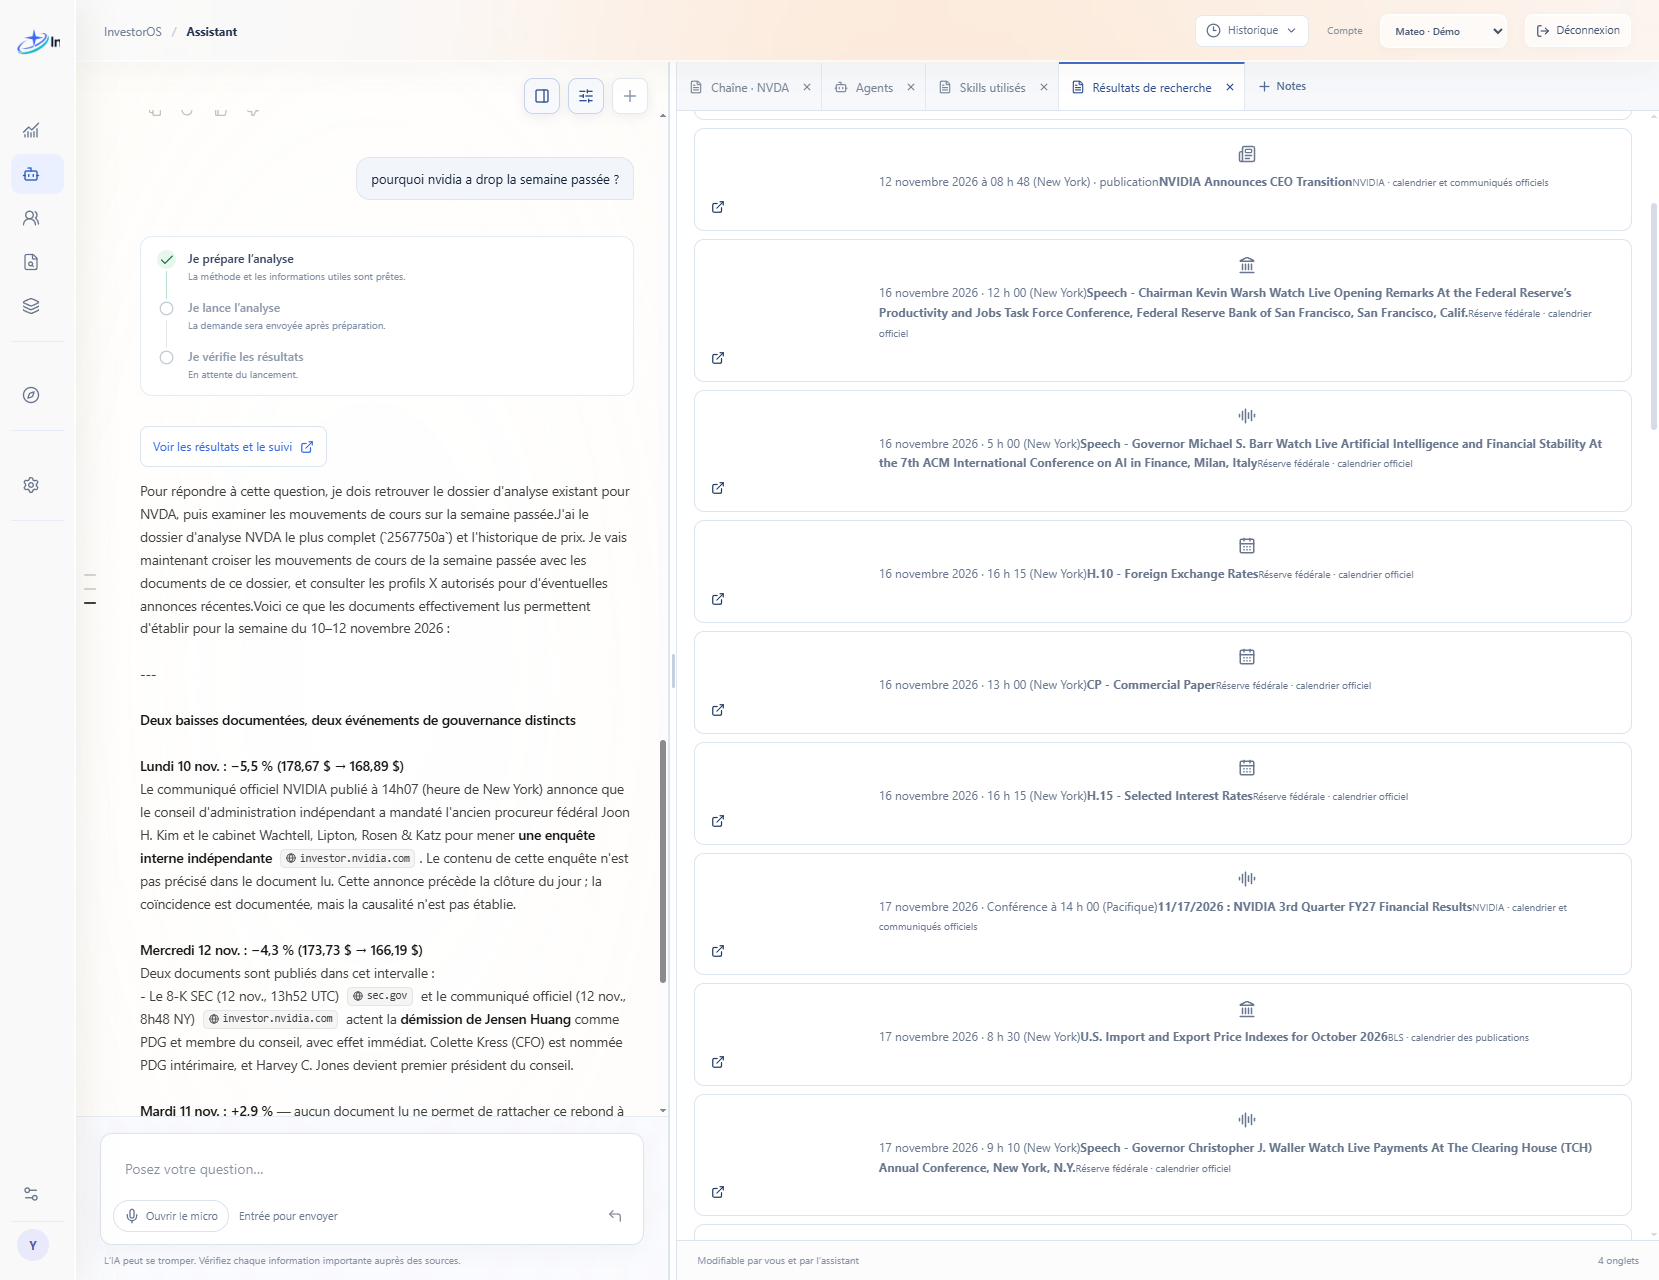 In
InvestorOS / Assistant
Historique
Compte
Mateo · Démo
Déconnexion
pourquoi nvidia a drop la semaine passée ?
Je prépare l'analyse
La méthode et les informations utiles sont prêtes.
Je lance l'analyse
La demande sera envoyée après préparation.
Je vérifie les résultats
En attente du lancement.
Voir les résultats et le suivi
Pour répondre à cette question, je dois retrouver le dossier d'analyse existant pour
NVDA, puis examiner les mouvements de cours sur la semaine passée.J'ai le
dossier d'analyse NVDA le plus complet (`2567750a`) et l'historique de prix. Je vais
maintenant croiser les mouvements de cours de la semaine passée avec les
documents de ce dossier, et consulter les profils X autorisés pour d'éventuelles
annonces récentes.Voici ce que les documents effectivement lus permettent
d'établir pour la semaine du 10–12 novembre 2026 :
---
Deux baisses documentées, deux événements de gouvernance distincts
Lundi 10 nov. : −5,5 % (178,67 $ → 168,89 $)
Le communiqué officiel NVIDIA publié à 14h07 (heure de New York) annonce que
le conseil d'administration indépendant a mandaté l'ancien procureur fédéral Joon
H. Kim et le cabinet Wachtell, Lipton, Rosen & Katz pour mener une enquête
interne indépendante investor.nvidia.com . Le contenu de cette enquête n'est
pas précisé dans le document lu. Cette annonce précède la clôture du jour ; la
coïncidence est documentée, mais la causalité n'est pas établie.
Mercredi 12 nov. : −4,3 % (173,73 $ → 166,19 $)
Deux documents sont publiés dans cet intervalle :
- Le 8-K SEC (12 nov., 13h52 UTC) sec.gov et le communiqué officiel (12 nov.,
8h48 NY) investor.nvidia.com actent la démission de Jensen Huang comme
PDG et membre du conseil, avec effet immédiat. Colette Kress (CFO) est nommée
PDG intérimaire, et Harvey C. Jones devient premier président du conseil.
Mardi 11 nov. : +2,9 % — aucun document lu ne permet de rattacher ce rebond à
Posez votre question...
Ouvrir le micro
Entrée pour envoyer
L'IA peut se tromper. Vérifiez chaque information importante auprès des sources.
Y
Chaîne · NVDA
Agents
Skills utilisés
Résultats de recherche
Notes
12 novembre 2026 à 08 h 48 (New York) · publicationNVIDIA Announces CEO TransitionNVIDIA · calendrier et communiqués officiels
16 novembre 2026 · 12 h 00 (New York)Speech - Chairman Kevin Warsh Watch Live Opening Remarks At the Federal Reserve's
Productivity and Jobs Task Force Conference, Federal Reserve Bank of San Francisco, San Francisco, Calif.Réserve fédérale · calendrier
officiel
16 novembre 2026 · 5 h 00 (New York)Speech - Governor Michael S. Barr Watch Live Artificial Intelligence and Financial Stability At
the 7th ACM International Conference on AI in Finance, Milan, ItalyRéserve fédérale · calendrier officiel
16 novembre 2026 · 16 h 15 (New York)H.10 - Foreign Exchange RatesRéserve fédérale · calendrier officiel
16 novembre 2026 · 13 h 00 (New York)CP - Commercial PaperRéserve fédérale · calendrier officiel
16 novembre 2026 · 16 h 15 (New York)H.15 - Selected Interest RatesRéserve fédérale · calendrier officiel
17 novembre 2026 · Conférence à 14 h 00 (Pacifique)11/17/2026 : NVIDIA 3rd Quarter FY27 Financial ResultsNVIDIA · calendrier et
communiqués officiels
17 novembre 2026 · 8 h 30 (New York)U.S. Import and Export Price Indexes for October 2026BLS · calendrier des publications
17 novembre 2026 · 9 h 10 (New York)Speech - Governor Christopher J. Waller Watch Live Payments At The Clearing House (TCH)
Annual Conference, New York, N.Y.Réserve fédérale · calendrier officiel
Modifiable par vous et par l'assistant
4 onglets